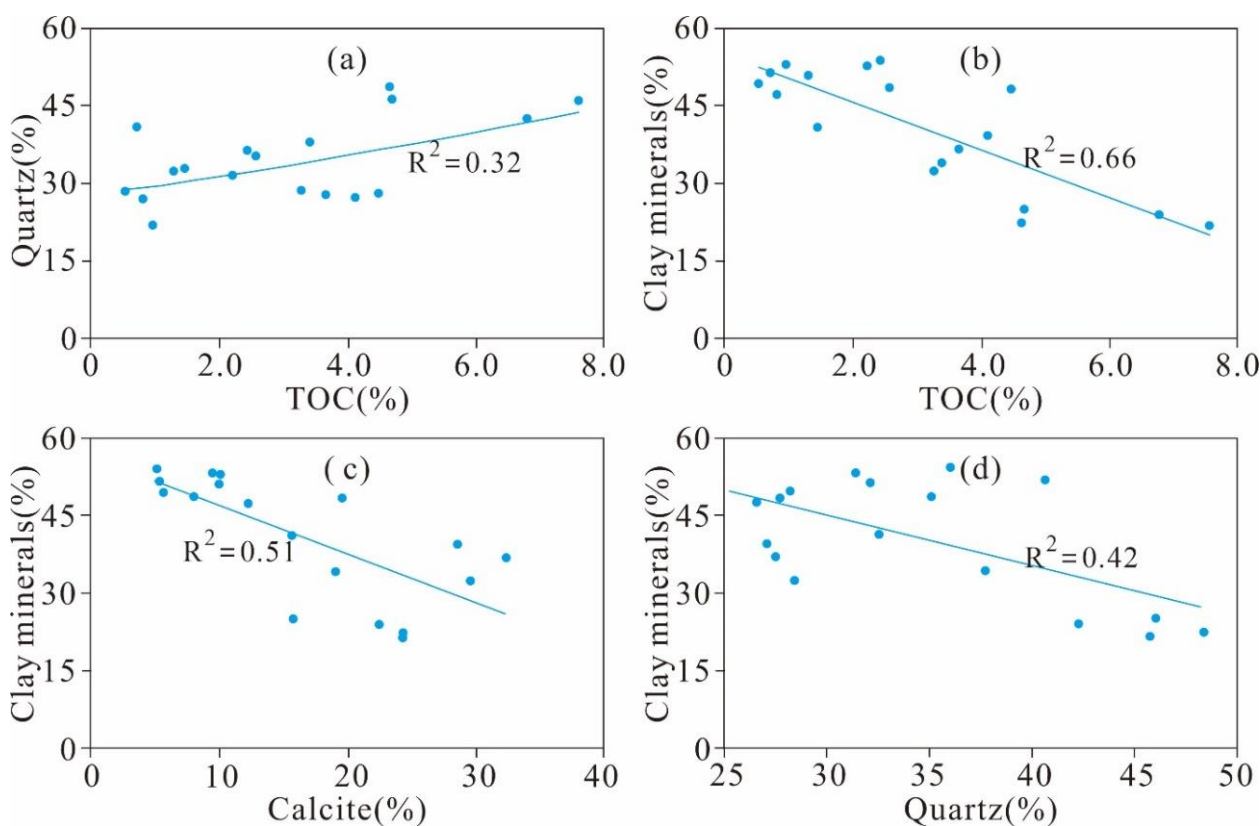 60
(a)
45
Quartz(%)
30
R²=0.32
15
0
0 2.0 4.0 6.0 8.0
TOC(%)
60
(b)
45
Clay minerals(%)
30
R²=0.66
15
0
0 2.0 4.0 6.0 8.0
TOC(%)
60
( c)
45
Clay minerals(%)
30
R²=0.51
15
0
0 10 20 30 40
Calcite(%)
60
(d)
45
Clay minerals(%)
30
R²=0.42
15
0
25 30 35 40 45 50
Quartz(%)